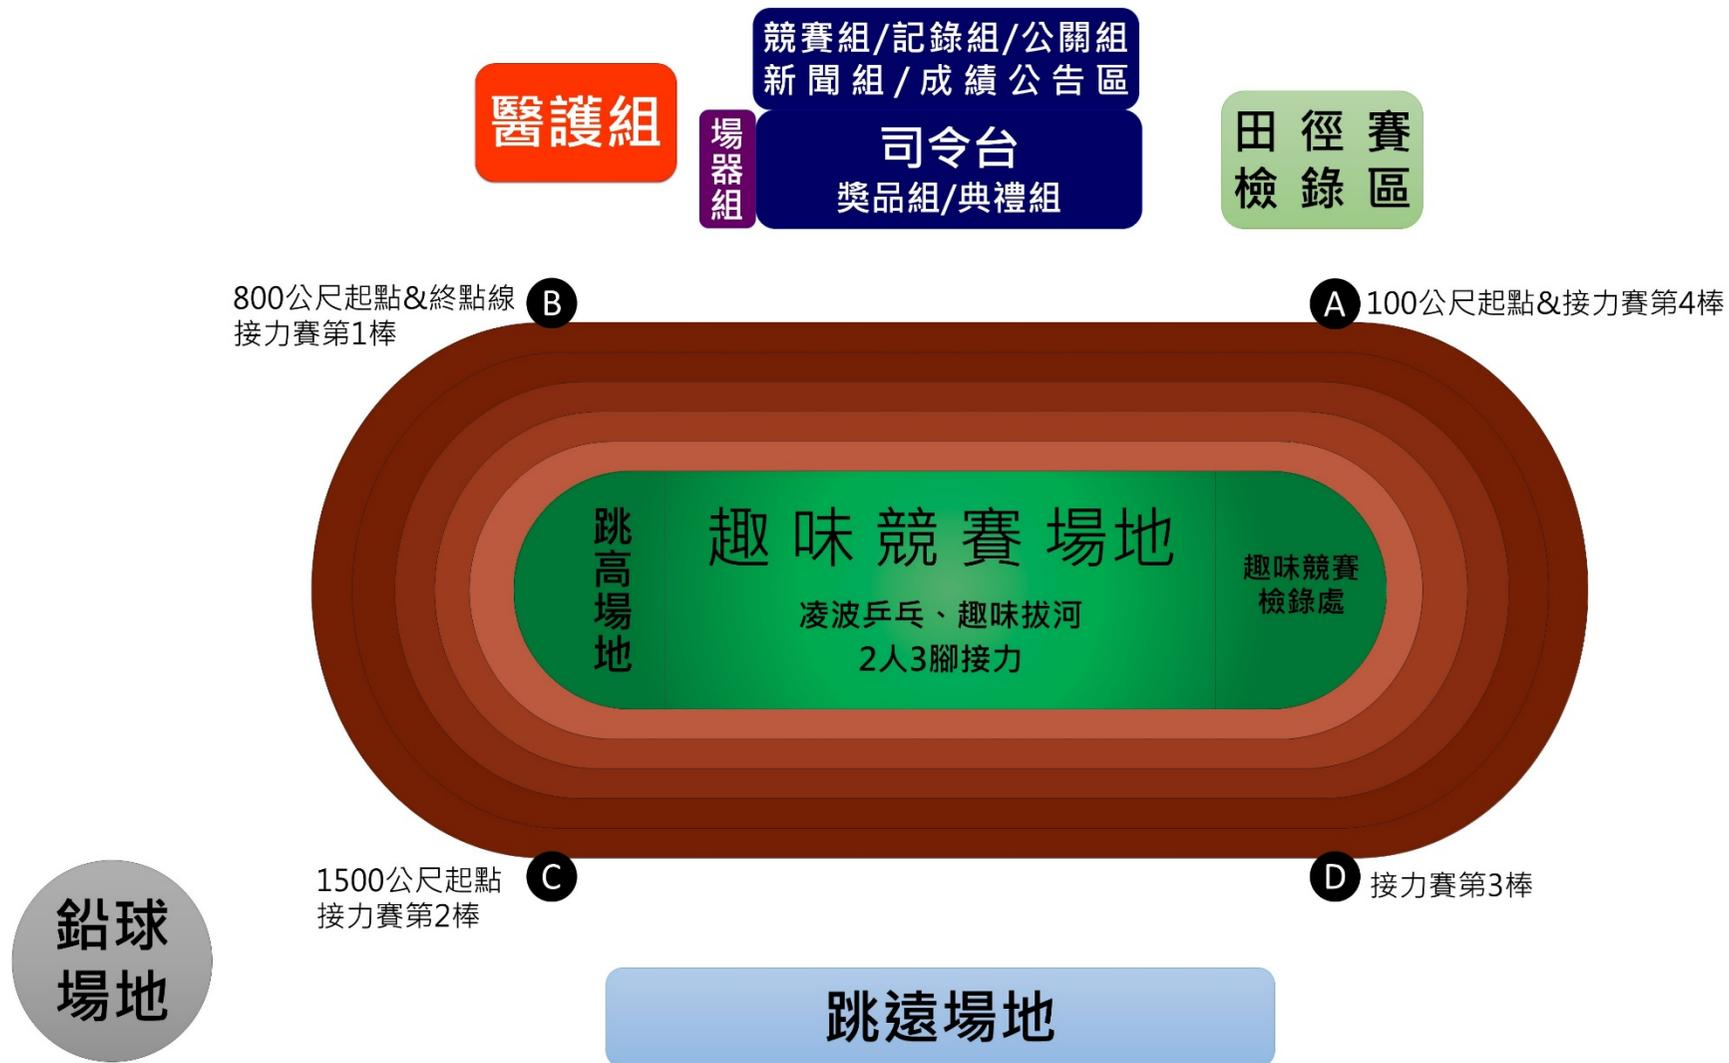 競賽組/記錄組/公關組
新聞組/成績公告區
醫護組
場器組
司令台
獎品組/典禮組
田徑賽
檢錄區
800公尺起點&終點線
接力賽第1棒
B
A
100公尺起點&接力賽第4棒
跳高場地
趣味競賽場地
凌波乒乓、趣味拔河
2人3腳接力
趣味競賽
檢錄處
1500公尺起點
接力賽第2棒
C
D
接力賽第3棒
鉛球
場地
跳遠場地